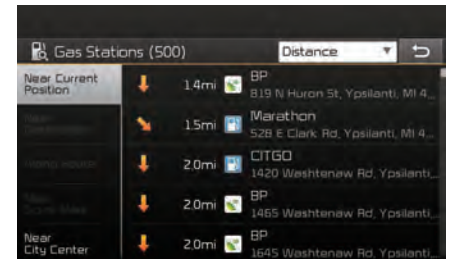 Gas Stations (500)
Distance
Near Current
Position
1.4mi
BP
819 N Huron St, Ypsilanti, MI 4...
1.5mi
Marathon
528 E Clark Rd, Ypsilanti, MI 4...
Near
2.0mi
CITGO
1420 Washtenaw Rd, Ypsilanti,...
2.0mi
BP
1465 Washtenaw Rd, Ypsilanti,...
Near
Near
City Center
2.0mi
BP
1645 Washtenaw Rd, Ypsilanti,...